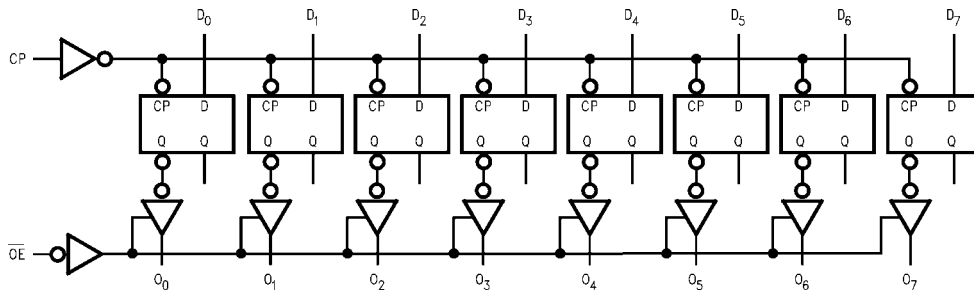 D0 D1 D2 D3 D4 D5 D6 D7
CP
CP D CP D CP D CP D CP D CP D CP D CP D
Q Q Q Q Q Q Q Q Q Q Q Q Q Q Q Q
O̅E̅
O0 O1 O2 O3 O4 O5 O6 O7